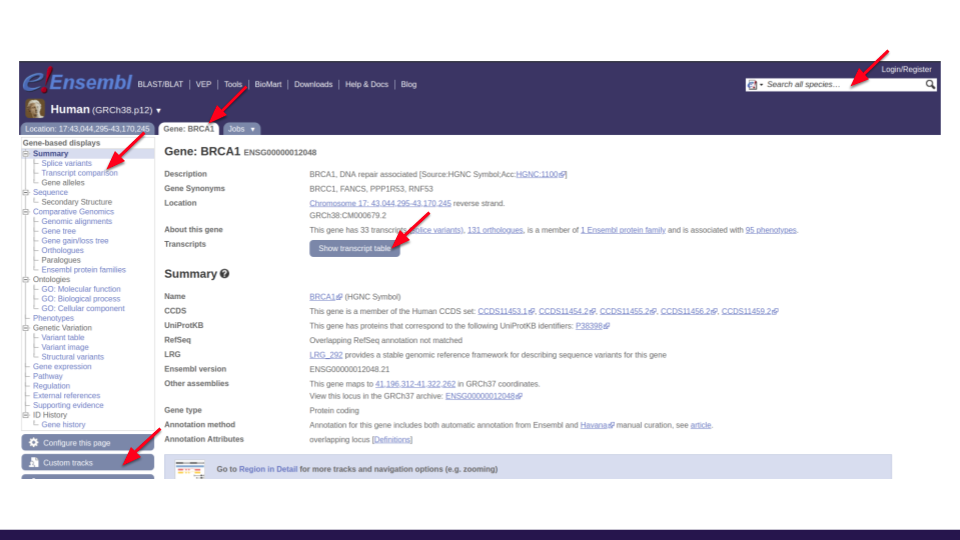 Login/Register
e!Ensembl BLAST/BLAT | VEP | Tools | BioMart | Downloads | Help & Docs | Blog
Search all species...
Human (GRCh38.p12) ▼
Location: 17:43,044,295-43,170,245
Gene: BRCA1
Jobs ▼
Gene-based displays
Summary
Splice variants
Transcript comparison
Gene alleles
Sequence
Secondary Structure
Comparative Genomics
Genomic alignments
Gene tree
Gene gain/loss tree
Orthologues
Paralogues
Ensembl protein families
Ontologies
GO: Molecular function
GO: Biological process
GO: Cellular component
Phenotypes
Genetic Variation
Variant table
Variant image
Structural variants
Gene expression
Pathway
Regulation
External references
Supporting evidence
ID History
Gene history
Configure this page
Custom tracks
Gene: BRCA1 ENSG00000012048
Description BRCA1, DNA repair associated [Source:HGNC Symbol;Acc:HGNC:1100]
Gene Synonyms BRCC1, FANCS, PPP1R53, RNF53
Location Chromosome 17: 43,044,295-43,170,245 reverse strand.
GRCh38:CM000679.2
About this gene This gene has 33 transcripts (splice variants), 131 orthologues, is a member of 1 Ensembl protein family and is associated with 95 phenotypes.
Transcripts Show transcript table
Summary
Name BRCA1 (HGNC Symbol)
CCDS This gene is a member of the Human CCDS set: CCDS11453.1, CCDS11454.2, CCDS11455.2, CCDS11456.2, CCDS11459.2
UniProtKB This gene has proteins that correspond to the following UniProtKB identifiers: P38398
RefSeq Overlapping RefSeq annotation not matched
LRG LRG_292 provides a stable genomic reference framework for describing sequence variants for this gene
Ensembl version ENSG00000012048.21
Other assemblies This gene maps to 41,196,312-41,322,262 in GRCh37 coordinates.
View this locus in the GRCh37 archive: ENSG00000012048
Gene type Protein coding
Annotation method Annotation for this gene includes both automatic annotation from Ensembl and Havana manual curation, see article.
Annotation Attributes overlapping locus [Definitions]
Go to Region in Detail for more tracks and navigation options (e.g. zooming)